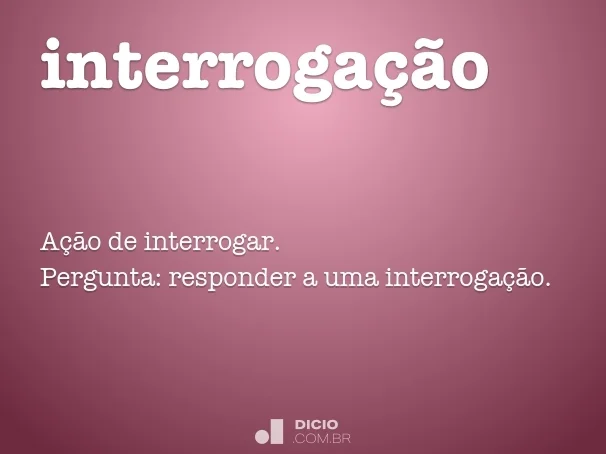 interrogação
Ação de interrogar.
Pergunta: responder a uma interrogação.
DICIO
.COM.BR